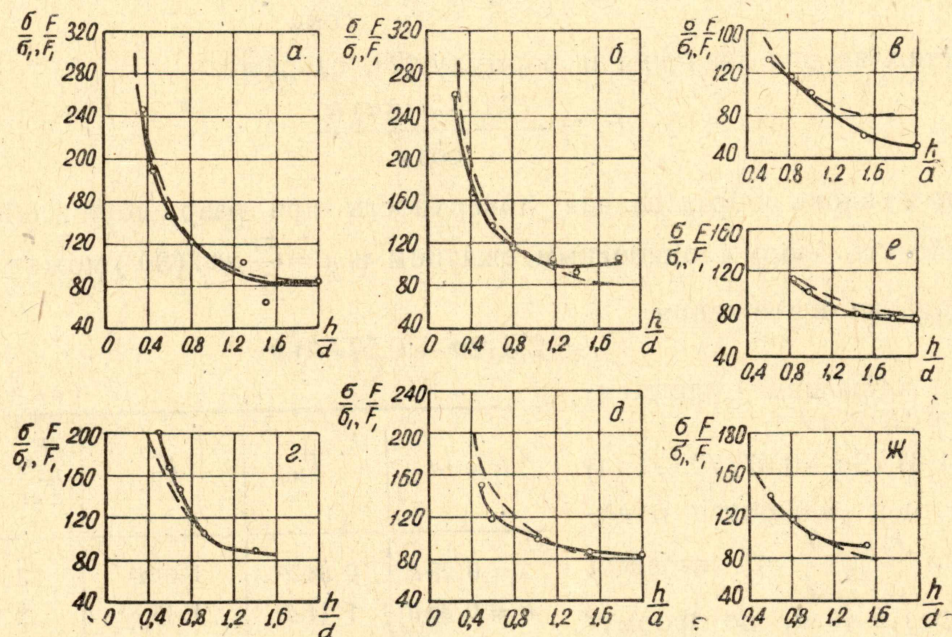 σ/σ₁, F/F₁ 320 280 240 200 160 120 80 40 а
0 0,4 0,8 1,2 1,6 h/d
σ/σ₁, F/F₁ 320 280 240 200 160 120 80 40 б
0 0,4 0,8 1,2 1,6 h/d
σ/σ₁, F/F₁ 120 80 40 в
0,4 0,8 1,2 1,6 h/d
σ/σ₁, F/F₁ 160 120 80 40 е
0,4 0,8 1,2 1,6 h/d
σ/σ₁, F/F₁ 200 160 120 80 40 г.
0 0,4 0,8 1,2 1,6 h/d
σ/σ₁, F/F₁ 240 200 160 120 80 40 д
0 0,4 0,8 1,2 1,6 h/d
σ/σ₁, F/F₁ 180 160 120 80 40 ж
0,4 0,8 1,2 1,6 h/d